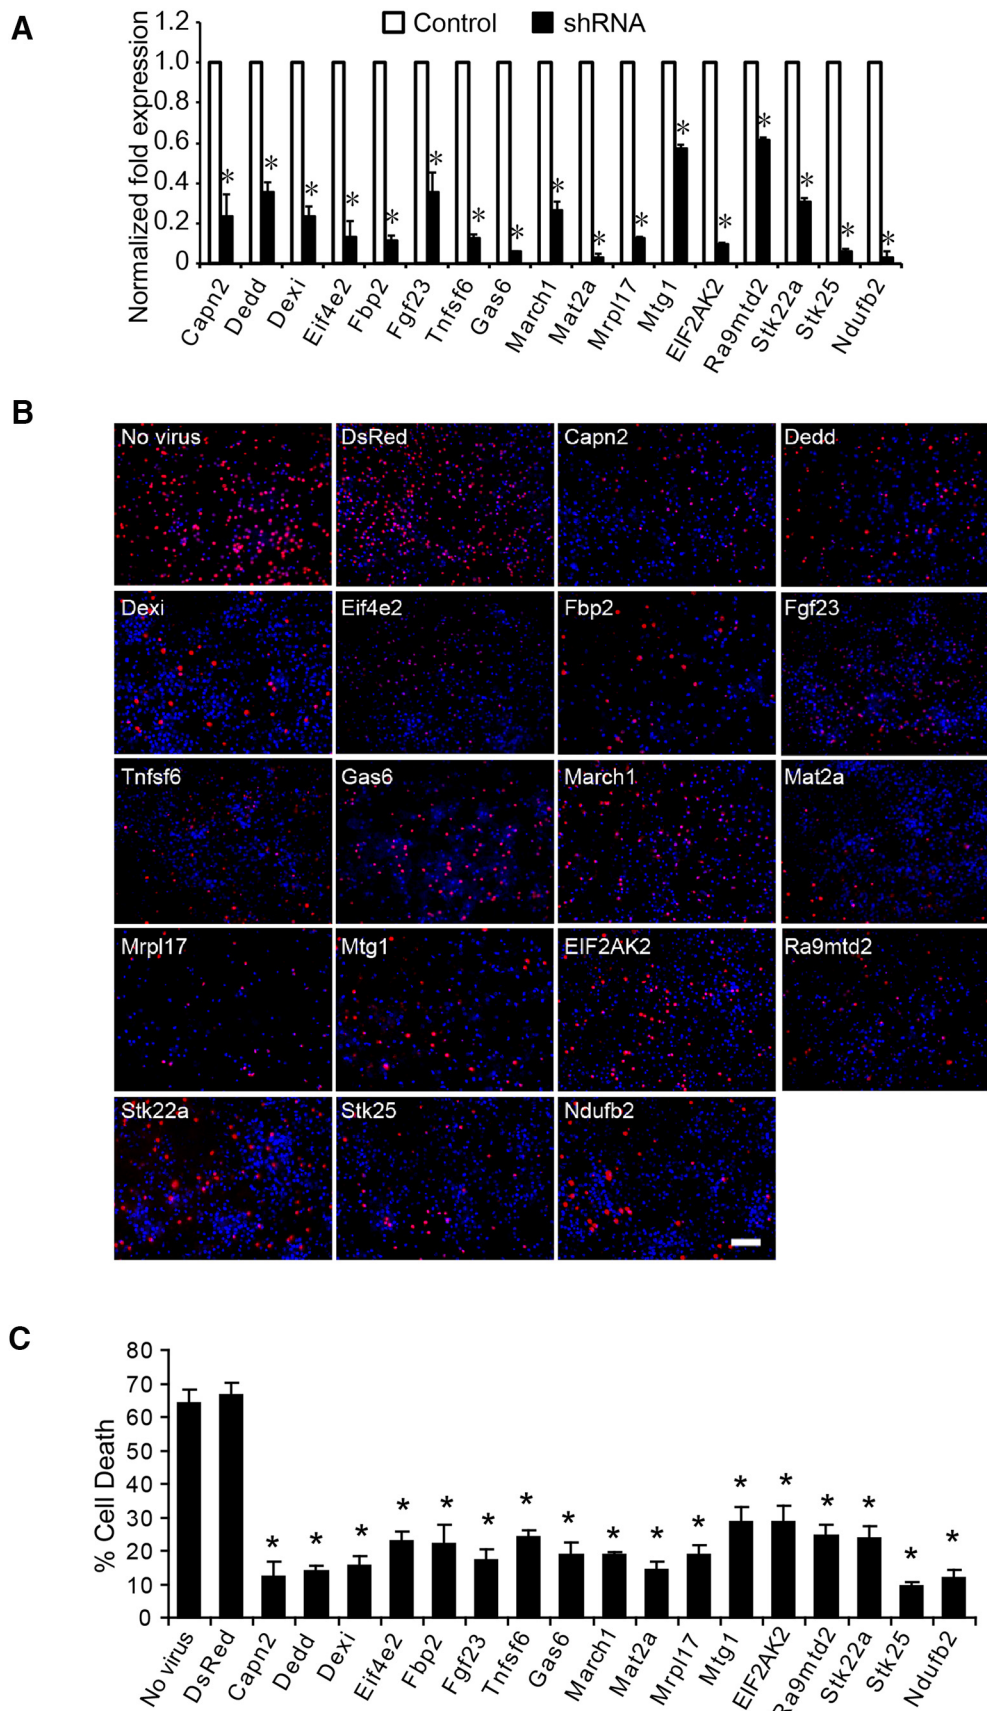 A
Control shRNA
Normalized fold expression
1.2
1.0
0.8
0.6
0.4
0.2
0
* * * * * * * * * * * * * * * * *
Capn2 Dedd Dexi Eif4e2 Fbp2 Fgf23 Tnfsf6 Gas6 March1 Mat2a Mrpl17 Mtg1 EIF2AK2 Ra9mtd2 Stk22a Stk25 Ndufb2
B
No virus DsRed Capn2 Dedd
Dexi Eif4e2 Fbp2 Fgf23
Tnfsf6 Gas6 March1 Mat2a
Mrpl17 Mtg1 EIF2AK2 Ra9mtd2
Stk22a Stk25 Ndufb2
C
% Cell Death
80
70
60
50
40
30
20
10
0
* * * * * * * * * * * * * * * * *
No virus DsRed Capn2 Dedd Dexi Eif4e2 Fbp2 Fgf23 Tnfsf6 Gas6 March1 Mat2a Mrpl17 Mtg1 EIF2AK2 Ra9mtd2 Stk22a Stk25 Ndufb2